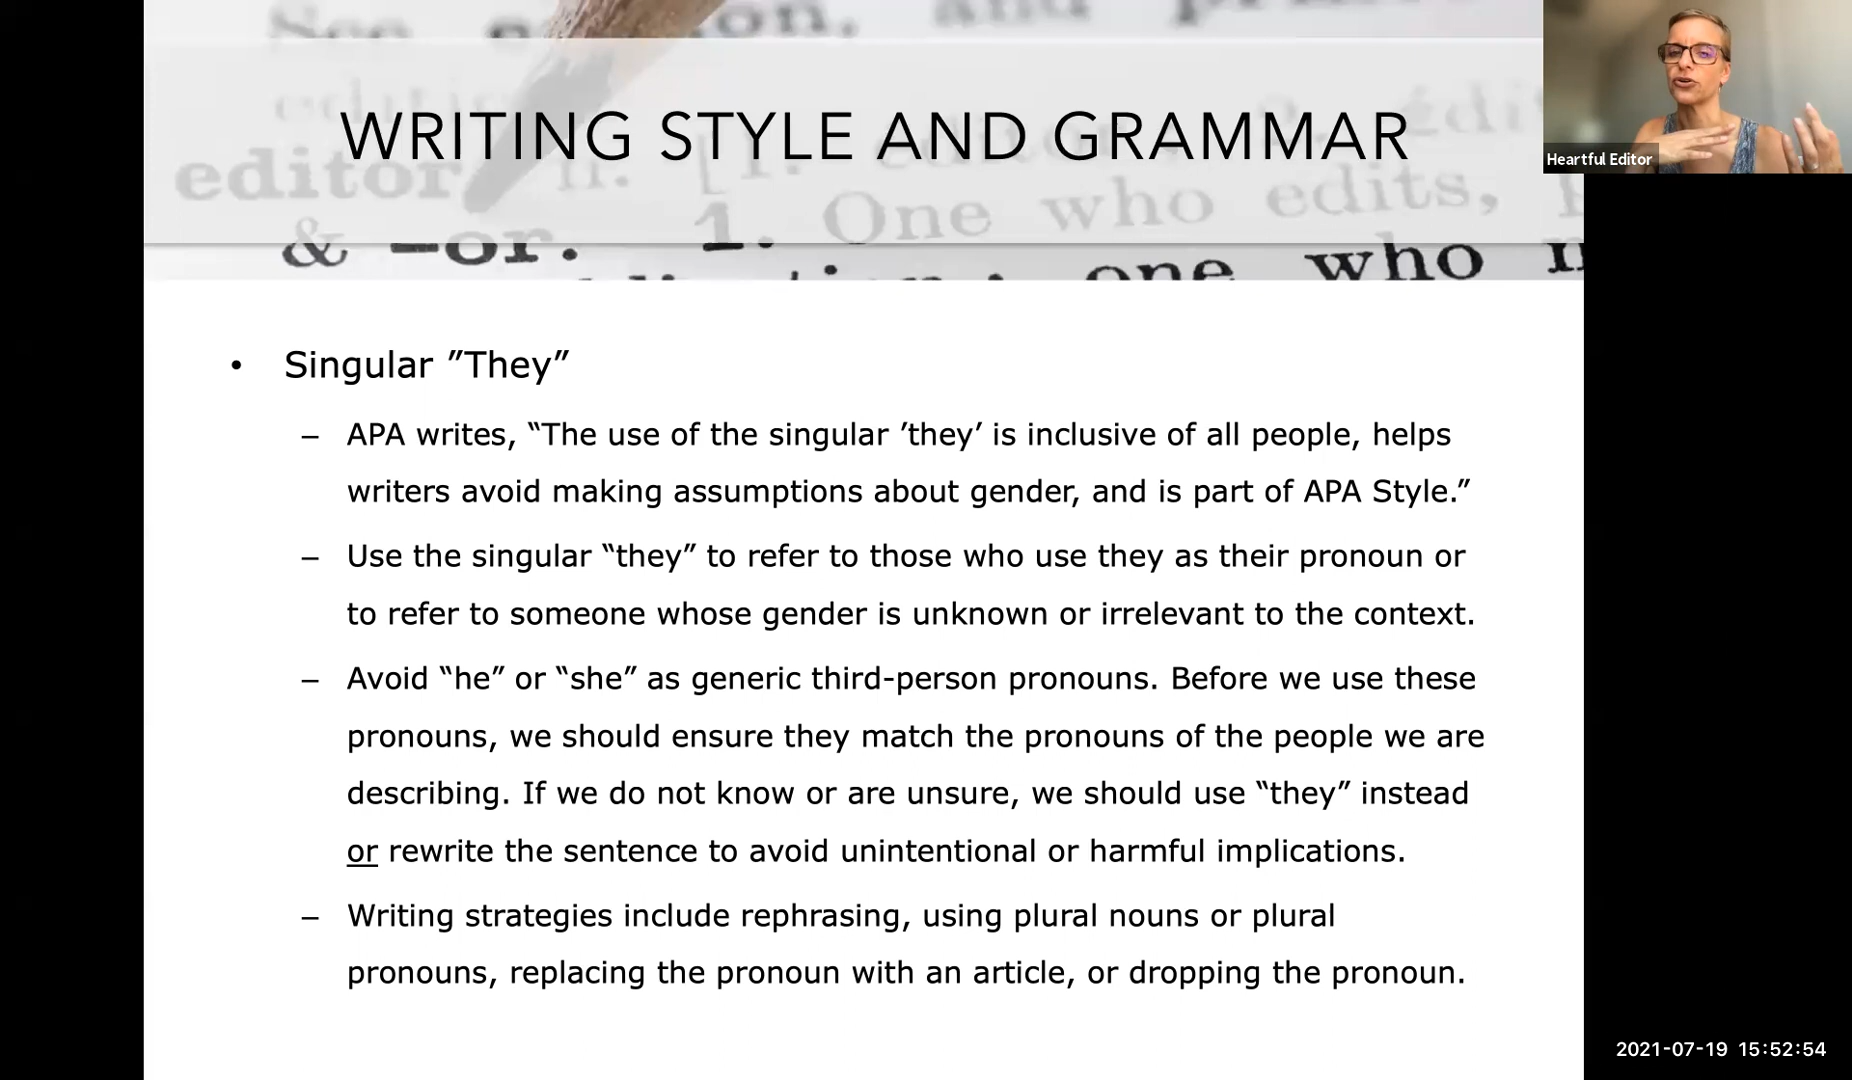 See e on, and pr
editi
WRITING STYLE AND GRAMMAR
editor n. [1. edi
& –or. 1. One who edits,
one who
Heartful Editor
• Singular ”They”
– APA writes, “The use of the singular ’they’ is inclusive of all people, helps
writers avoid making assumptions about gender, and is part of APA Style.”
– Use the singular “they” to refer to those who use they as their pronoun or
to refer to someone whose gender is unknown or irrelevant to the context.
– Avoid “he” or “she” as generic third-person pronouns. Before we use these
pronouns, we should ensure they match the pronouns of the people we are
describing. If we do not know or are unsure, we should use “they” instead
or rewrite the sentence to avoid unintentional or harmful implications.
– Writing strategies include rephrasing, using plural nouns or plural
pronouns, replacing the pronoun with an article, or dropping the pronoun.
2021-07-19 15:52:54